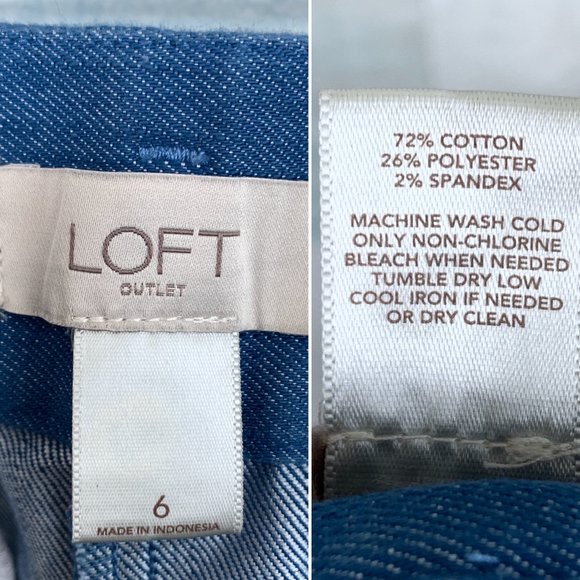 LOFT
OUTLET
6
MADE IN INDONESIA
72% COTTON
26% POLYESTER
2% SPANDEX
MACHINE WASH COLD
ONLY NON-CHLORINE
BLEACH WHEN NEEDED
TUMBLE DRY LOW
COOL IRON IF NEEDED
OR DRY CLEAN